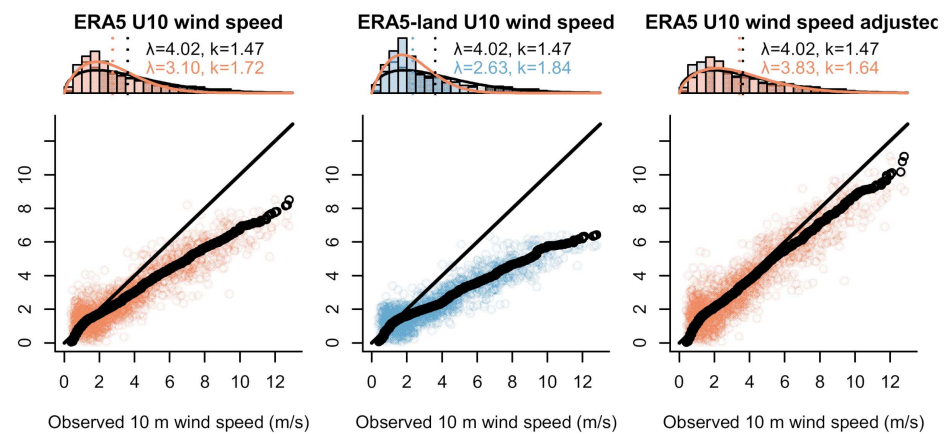 ERA5 U10 wind speed
λ=4.02, k=1.47
λ=3.10, k=1.72
0 2 4 6 8 10
0 2 4 6 8 10 12
Observed 10 m wind speed (m/s)
ERA5-land U10 wind speed
λ=4.02, k=1.47
λ=2.63, k=1.84
0 2 4 6 8 10
0 2 4 6 8 10 12
Observed 10 m wind speed (m/s)
ERA5 U10 wind speed adjusted
λ=4.02, k=1.47
λ=3.83, k=1.64
0 2 4 6 8 10
0 2 4 6 8 10 12
Observed 10 m wind speed (m/s)